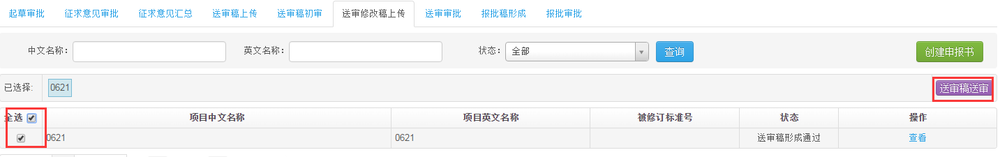 起草审批 征求意见审批 征求意见汇总 送审稿上传 送审稿初审 送审修改稿上传 送审审批 报批稿形成 报批审批
中文名称： 英文名称： 状态： 全部 查询 创建申报书
已选择: 0621 送审稿送审
全选 项目中文名称 项目英文名称 被修订标准号 状态 操作
0621 0621 送审稿形成通过 查看